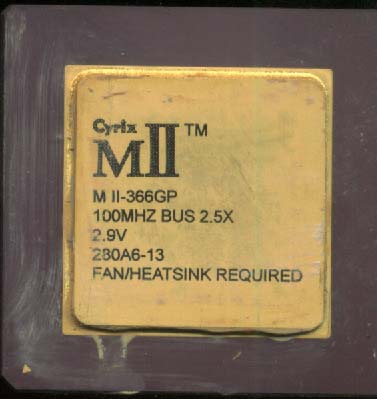 Cyrix
MII™
M II-366GP
100MHZ BUS 2.5X
2.9V
280A6-13
FAN/HEATSINK REQUIRED